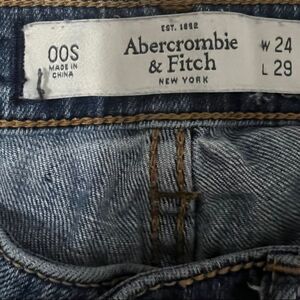 EST. 1892
00S
MADE IN
CHINA
Abercrombie
& Fitch
NEW YORK
W 24
L 29